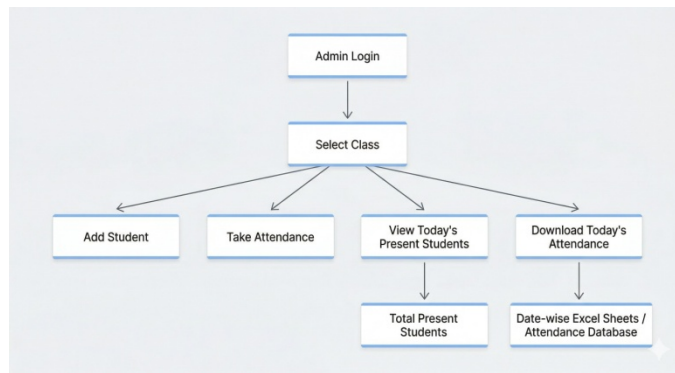 Admin Login
Select Class
Add Student
Take Attendance
View Today's
Present Students
Download Today's
Attendance
Total Present
Students
Date-wise Excel Sheets /
Attendance Database